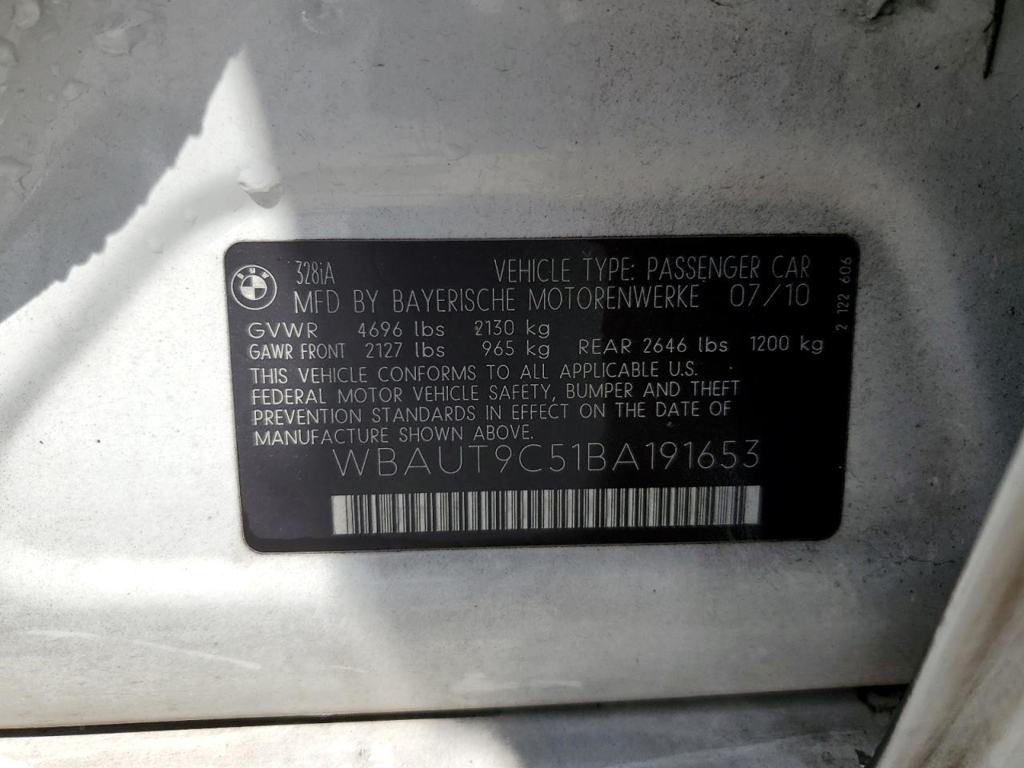 BMW
328iA VEHICLE TYPE: PASSENGER CAR
MFD BY BAYERISCHE MOTORENWERKE 07/10
GVWR 4696 lbs 2130 kg
GAWR FRONT 2127 lbs 965 kg REAR 2646 lbs 1200 kg
THIS VEHICLE CONFORMS TO ALL APPLICABLE U.S.
FEDERAL MOTOR VEHICLE SAFETY, BUMPER AND THEFT
PREVENTION STANDARDS IN EFFECT ON THE DATE OF
MANUFACTURE SHOWN ABOVE.
WBAUT9C51BA191653
2 122 606